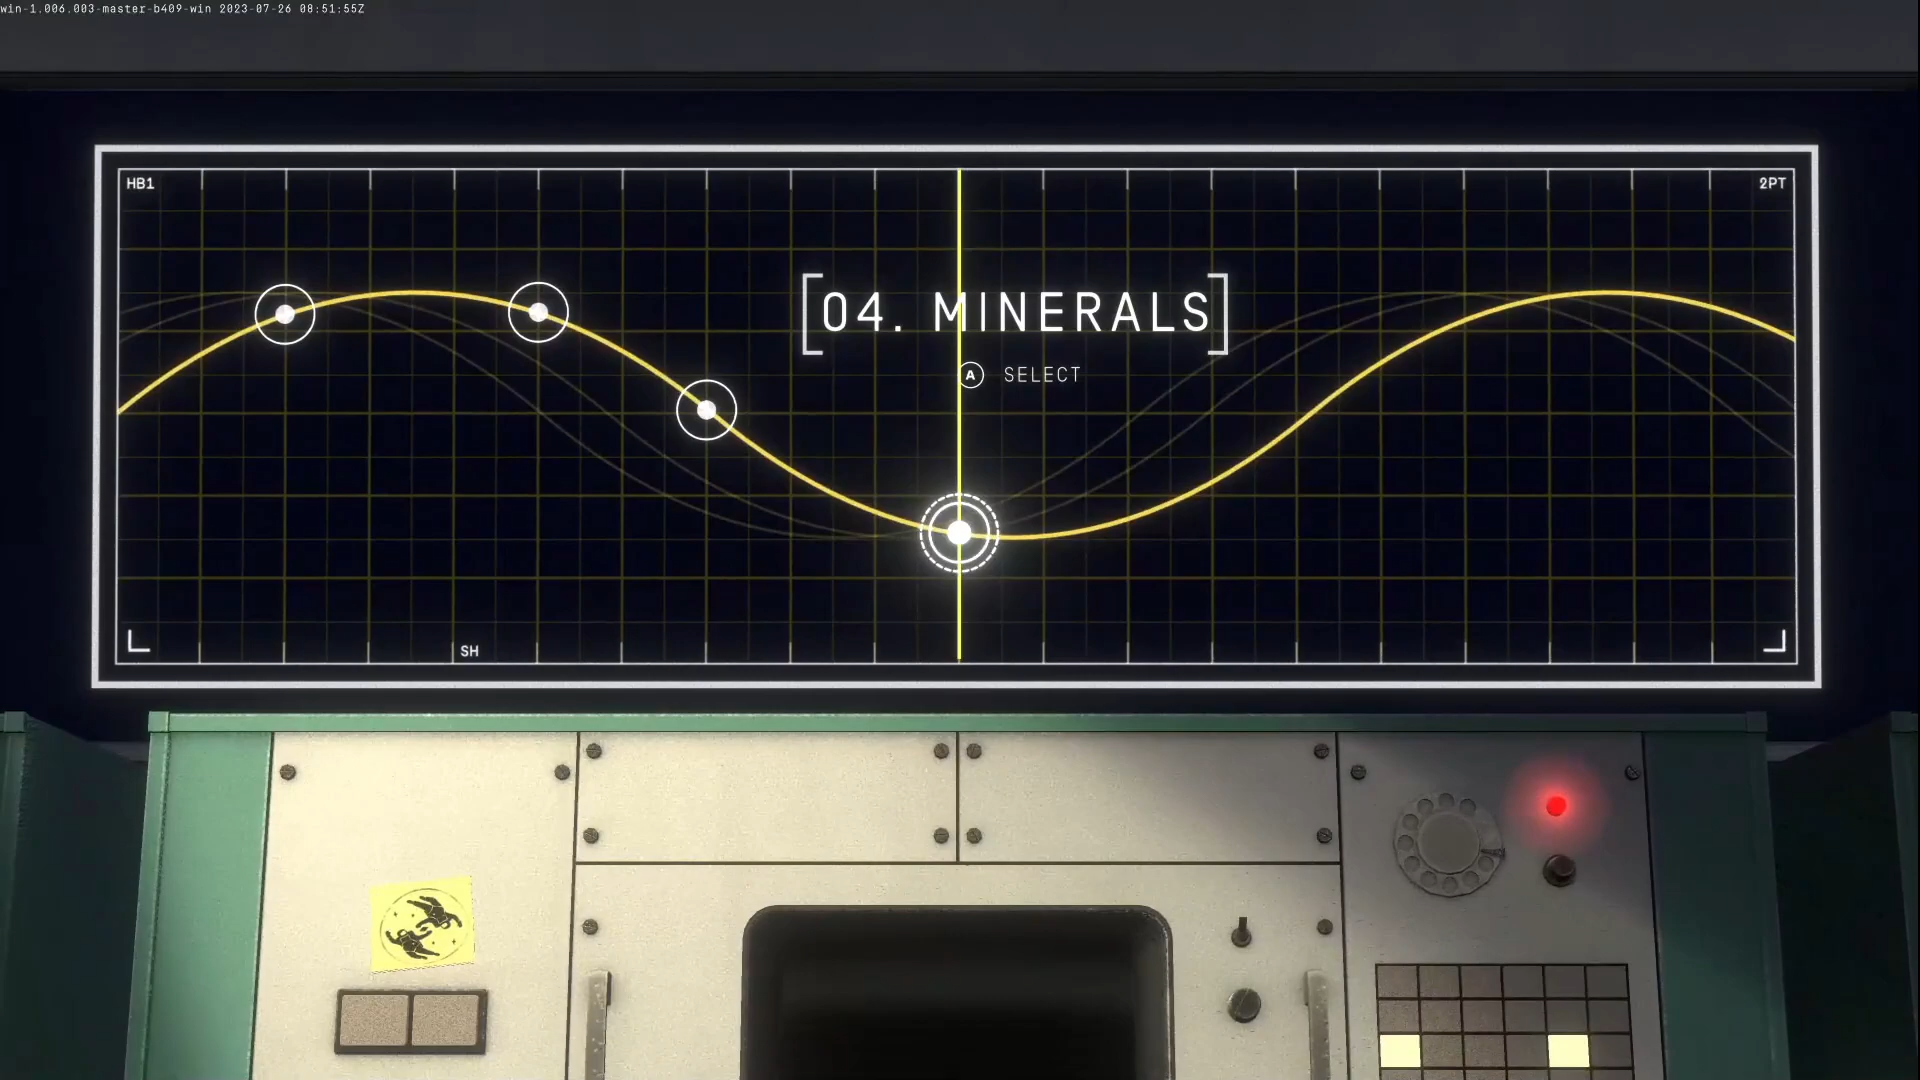 win-1.006.003-master-b409-win 2023-07-26 08:51:55Z
HB1
2PT
[04. MINERALS]
A SELECT
SH